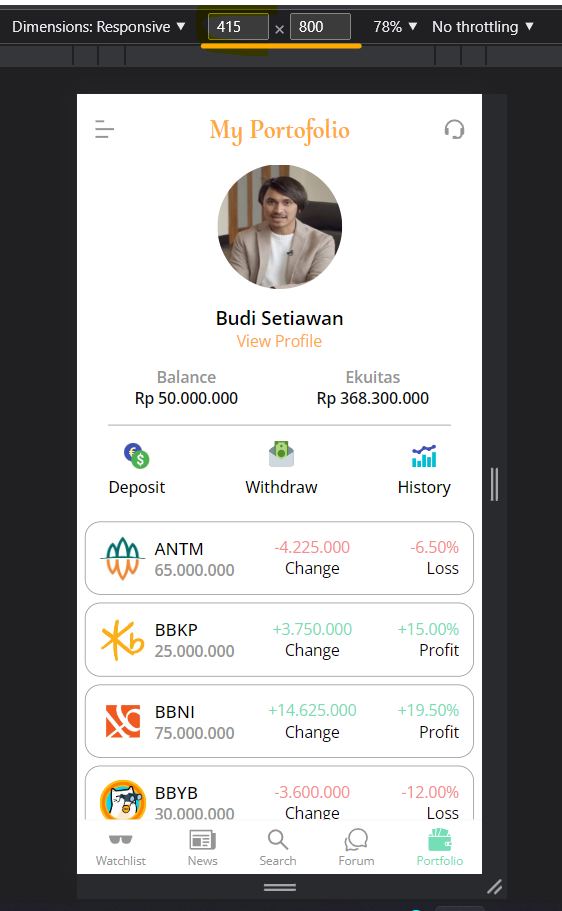 Dimensions: Responsive ▼ 415 × 800 78% ▼ No throttling ▼
My Portofolio
Budi Setiawan
View Profile
Balance Ekuitas
Rp 50.000.000 Rp 368.300.000
Deposit Withdraw History
ANTM -4.225.000 -6.50%
65.000.000 Change Loss
BBKP +3.750.000 +15.00%
25.000.000 Change Profit
BBNI +14.625.000 +19.50%
75.000.000 Change Profit
BBYB -3.600.000 -12.00%
30.000.000 Change Loss
Watchlist News Search Forum Portfolio